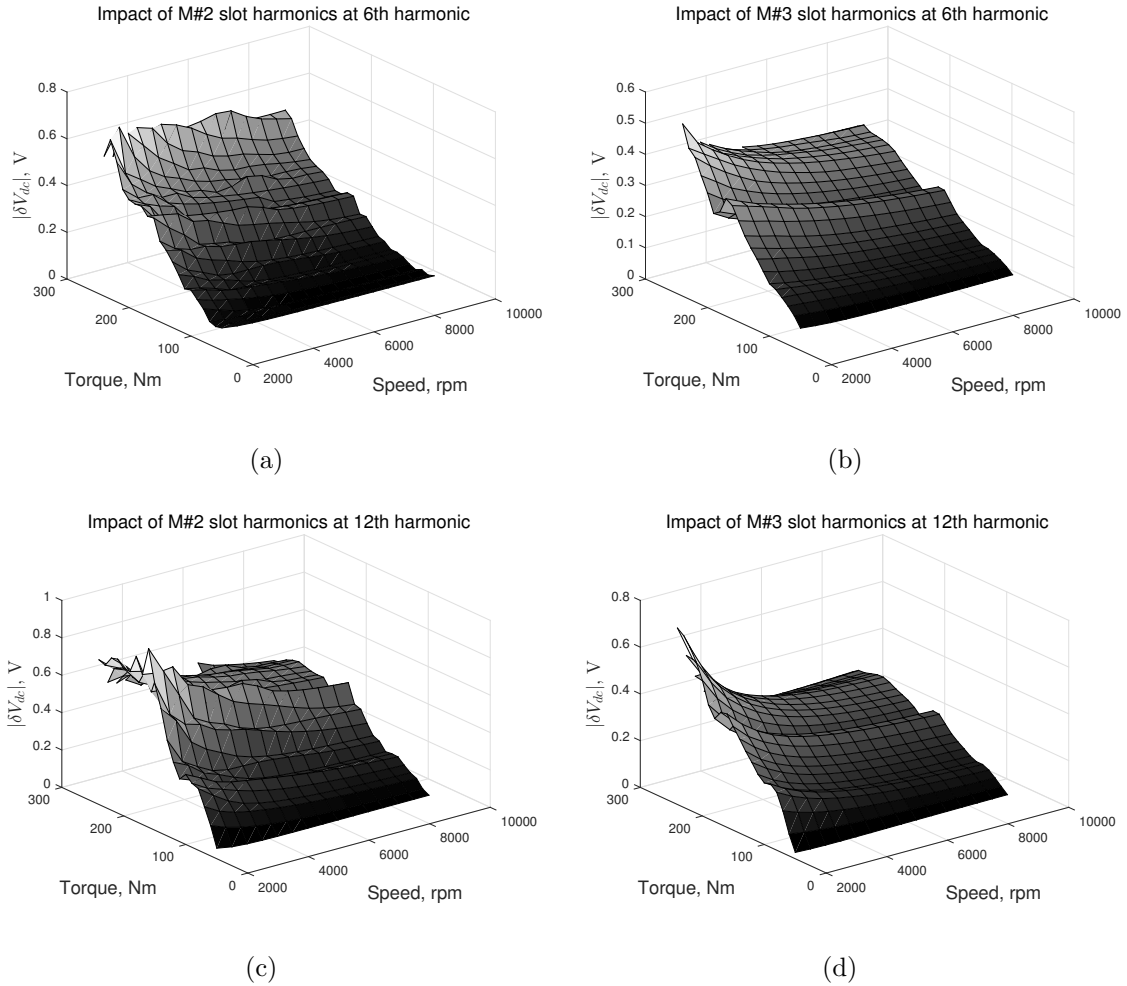 Impact of M#2 slot harmonics at 6th harmonic
0.8
0.6
0.4
0.2
0
|δV_dc|, V
300
200
100
0
Torque, Nm
2000
4000
6000
8000
10000
Speed, rpm
(a)
Impact of M#3 slot harmonics at 6th harmonic
0.6
0.5
0.4
0.3
0.2
0.1
0
|δV_dc|, V
300
200
100
0
Torque, Nm
2000
4000
6000
8000
10000
Speed, rpm
(b)
Impact of M#2 slot harmonics at 12th harmonic
1
0.8
0.6
0.4
0.2
0
|δV_dc|, V
300
200
100
0
Torque, Nm
2000
4000
6000
8000
10000
Speed, rpm
(c)
Impact of M#3 slot harmonics at 12th harmonic
0.8
0.6
0.4
0.2
0
|δV_dc|, V
300
200
100
0
Torque, Nm
2000
4000
6000
8000
10000
Speed, rpm
(d)